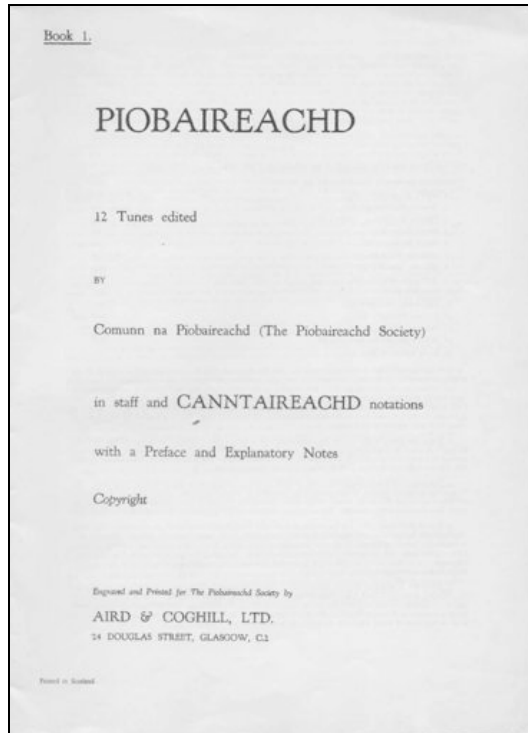 Book 1.
PIOBAIREACHD
12 Tunes edited
BY
Comunn na Piobaireachd (The Piobaireachd Society)
in staff and CANNTAIREACHD notations
with a Preface and Explanatory Notes
Copyright
Engraved and Printed for The Piobaireachd Society by
AIRD & COGHILL, LTD.
24 DOUGLAS STREET, GLASGOW, C.2
Printed in Scotland